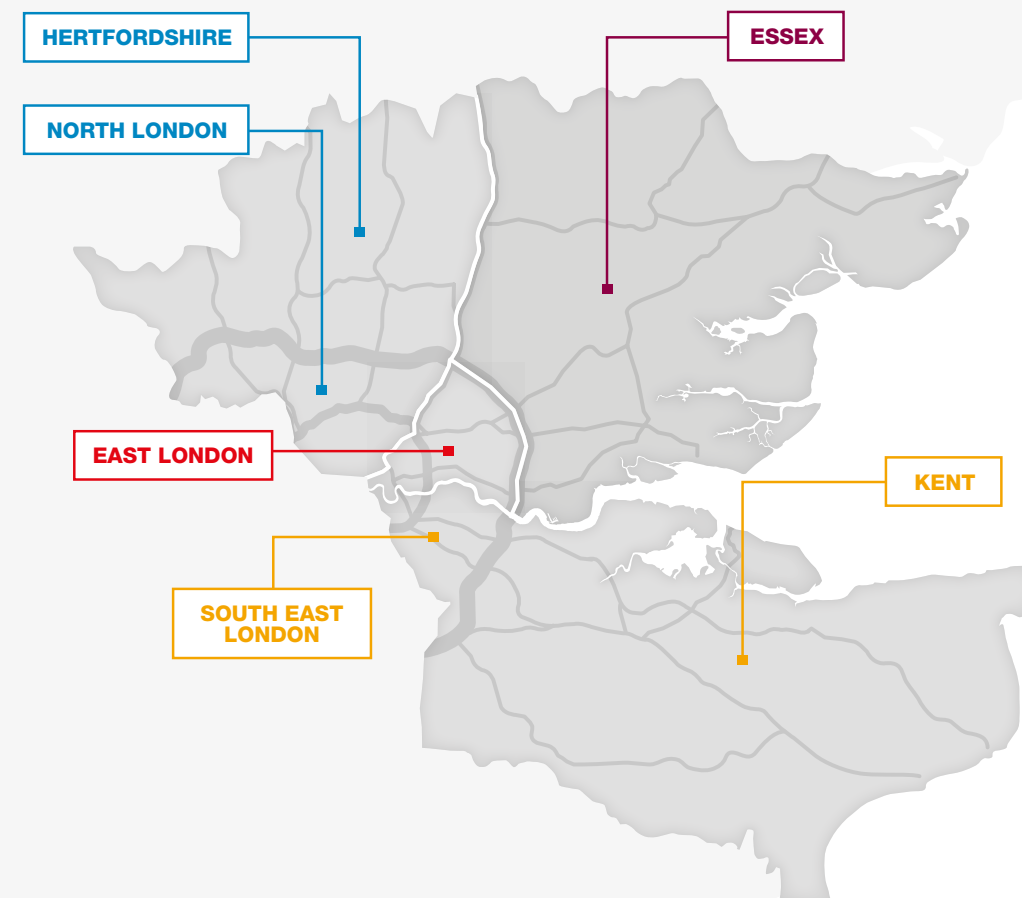 HERTFORDSHIRE
ESSEX
NORTH LONDON
EAST LONDON
KENT
SOUTH EAST
LONDON